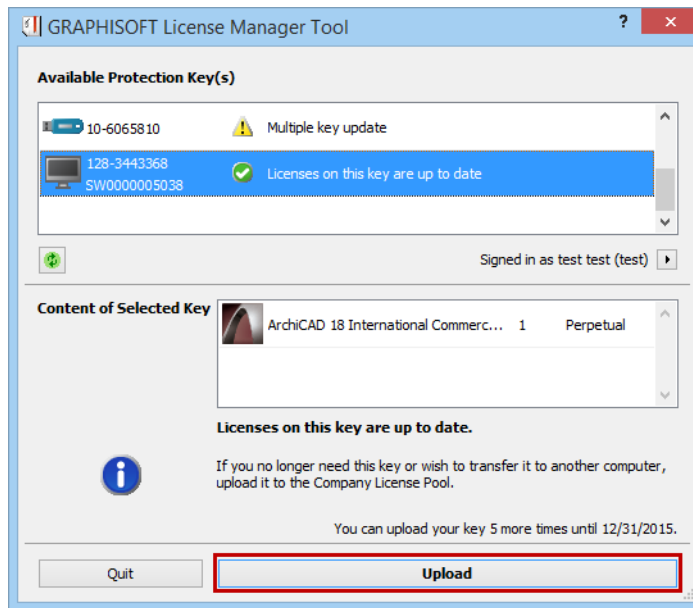 GRAPHISOFT License Manager Tool
?
×
Available Protection Key(s)
10-6065810 Multiple key update
128-3443368
SW0000005038
Licenses on this key are up to date
Signed in as test test (test)
Content of Selected Key
ArchiCAD 18 International Commerc... 1 Perpetual
Licenses on this key are up to date.
If you no longer need this key or wish to transfer it to another computer,
upload it to the Company License Pool.
You can upload your key 5 more times until 12/31/2015.
Quit
Upload